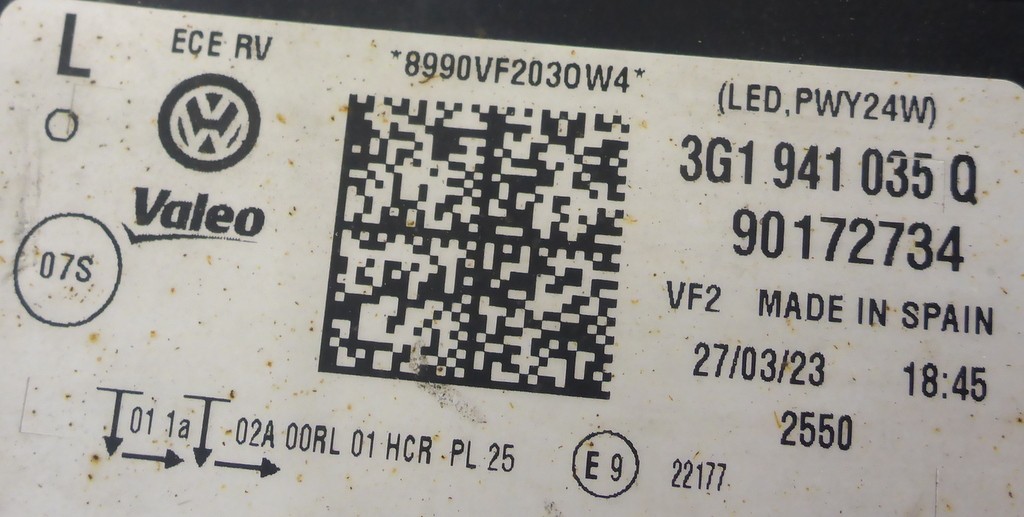 L
ECE RV
*8990VF2030W4*
(LED,PWY24W)
3G1 941 035 Q
Valeo
90172734
07S
VF2 MADE IN SPAIN
27/03/23 18:45
2550
01 1a 02A 00RL 01 HCR PL 25
E 9
22177